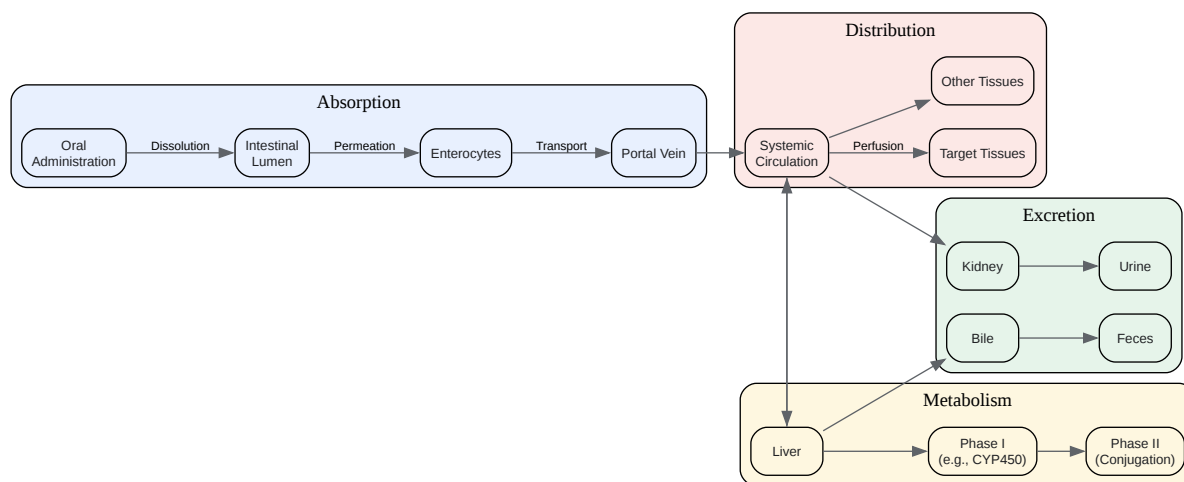 Distribution
Other Tissues
Absorption
Oral
Administration
Dissolution
Intestinal
Lumen
Permeation
Enterocytes
Transport
Portal Vein
Systemic
Circulation
Perfusion
Target Tissues
Excretion
Kidney
Urine
Bile
Feces
Metabolism
Liver
Phase I
(e.g., CYP450)
Phase II
(Conjugation)